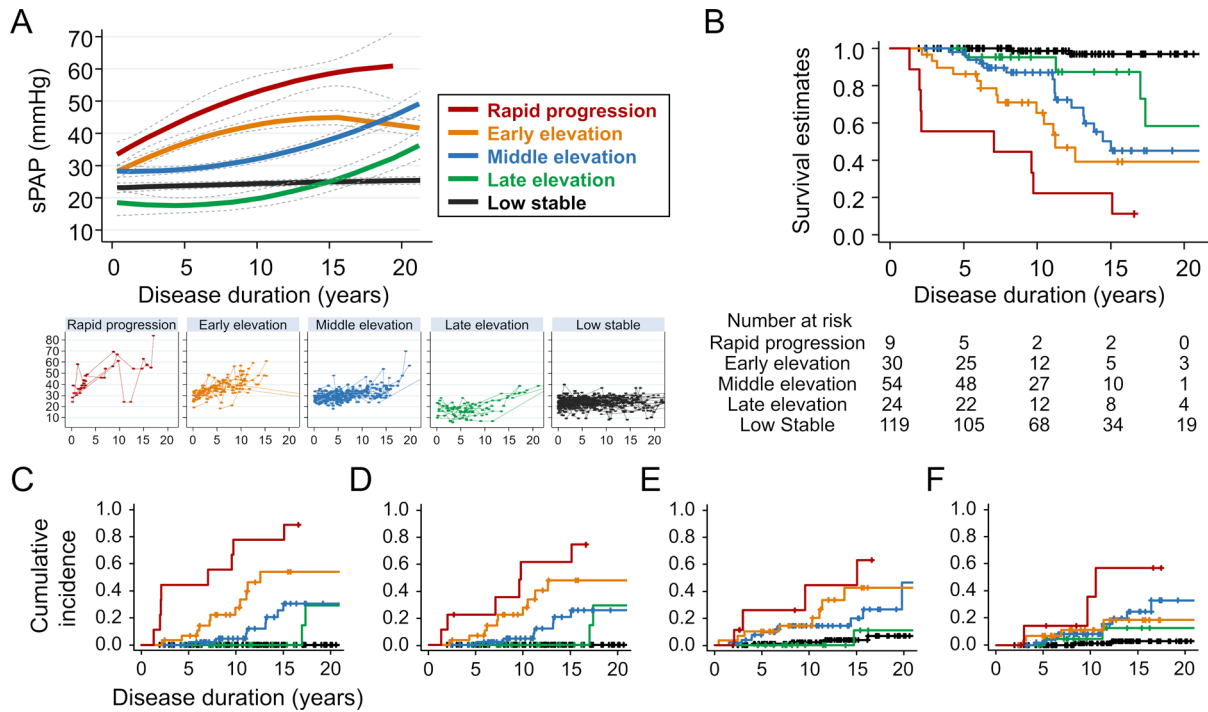 A
70
60
50
40
30
20
10
sPAP (mmHg)
0 5 10 15 20
Disease duration (years)
Rapid progression
Early elevation
Middle elevation
Late elevation
Low stable
Rapid progression
Early elevation
Middle elevation
Late elevation
Low stable
80
70
60
50
40
30
20
10
0 5 10 15 20
0 5 10 15 20
0 5 10 15 20
0 5 10 15 20
0 5 10 15 20
B
1.0
0.8
0.6
0.4
0.2
0.0
Survival estimates
0 5 10 15 20
Disease duration (years)
Number at risk
Rapid progression 9 5 2 2 0
Early elevation 30 25 12 5 3
Middle elevation 54 48 27 10 1
Late elevation 24 22 12 8 4
Low Stable 119 105 68 34 19
C
1.0
0.8
0.6
0.4
0.2
0.0
Cumulative
incidence
0 5 10 15 20
Disease duration (years)
D
1.0
0.8
0.6
0.4
0.2
0.0
0 5 10 15 20
E
1.0
0.8
0.6
0.4
0.2
0.0
0 5 10 15 20
F
1.0
0.8
0.6
0.4
0.2
0.0
0 5 10 15 20